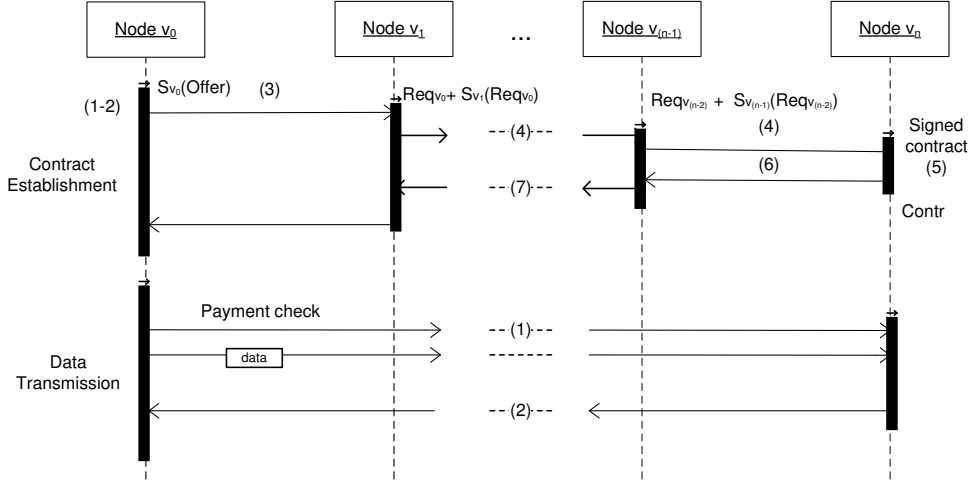 Node v0
Node v1
...
Node v(n-1)
Node vn
Sv0(Offer)
(3)
(1-2)
Reqv0+ Sv1(Reqv0)
Reqv(n-2) + Sv(n-1)(Reqv(n-2))
(4)
(4)
Signed
contract
(5)
Contract
Establishment
(7)
(6)
Contr
Payment check
(1)
data
Data
Transmission
(2)